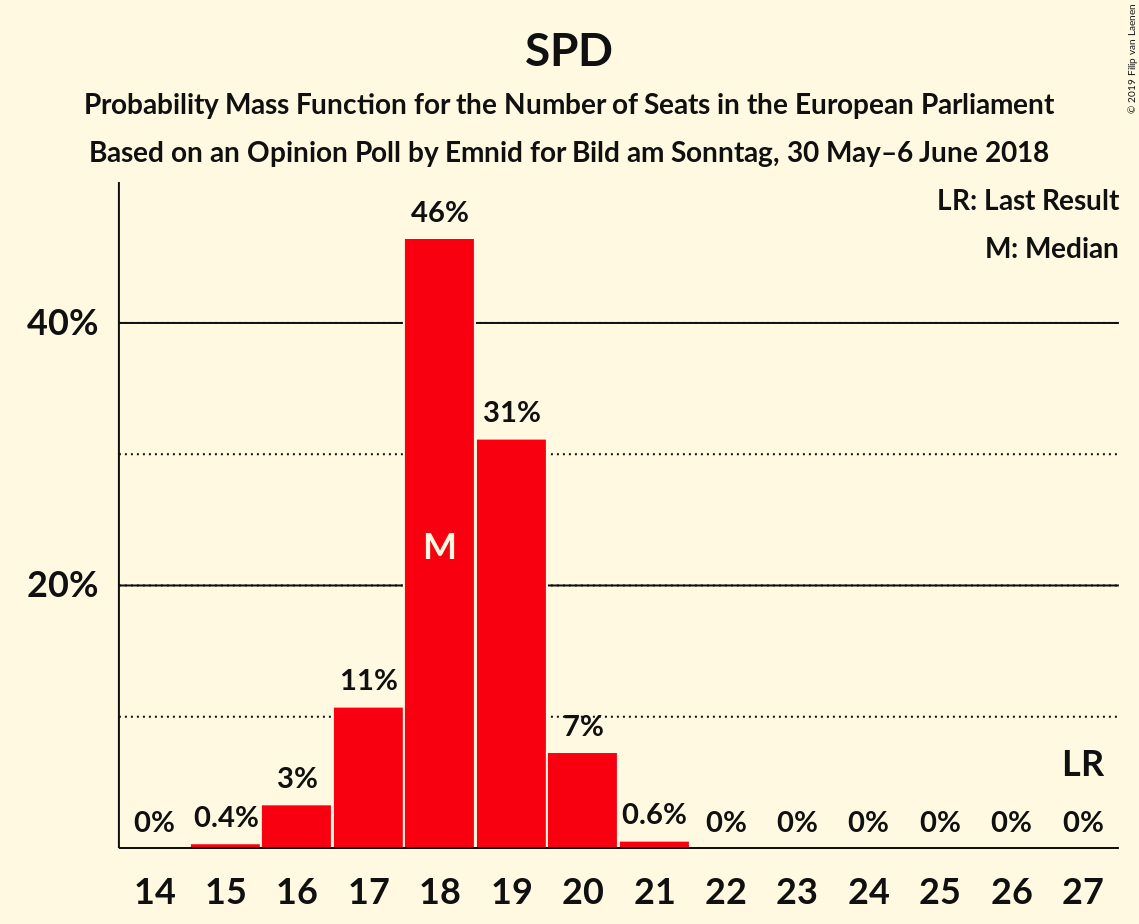 SPD
Probability Mass Function for the Number of Seats in the European Parliament
Based on an Opinion Poll by Emnid for Bild am Sonntag, 30 May–6 June 2018
© 2019 Filip van Laenen
LR: Last Result
M: Median
46%
40%
31%
M
20%
11%
7%
LR
3%
0% 0.4% 0.6% 0% 0% 0% 0% 0% 0%
14 15 16 17 18 19 20 21 22 23 24 25 26 27